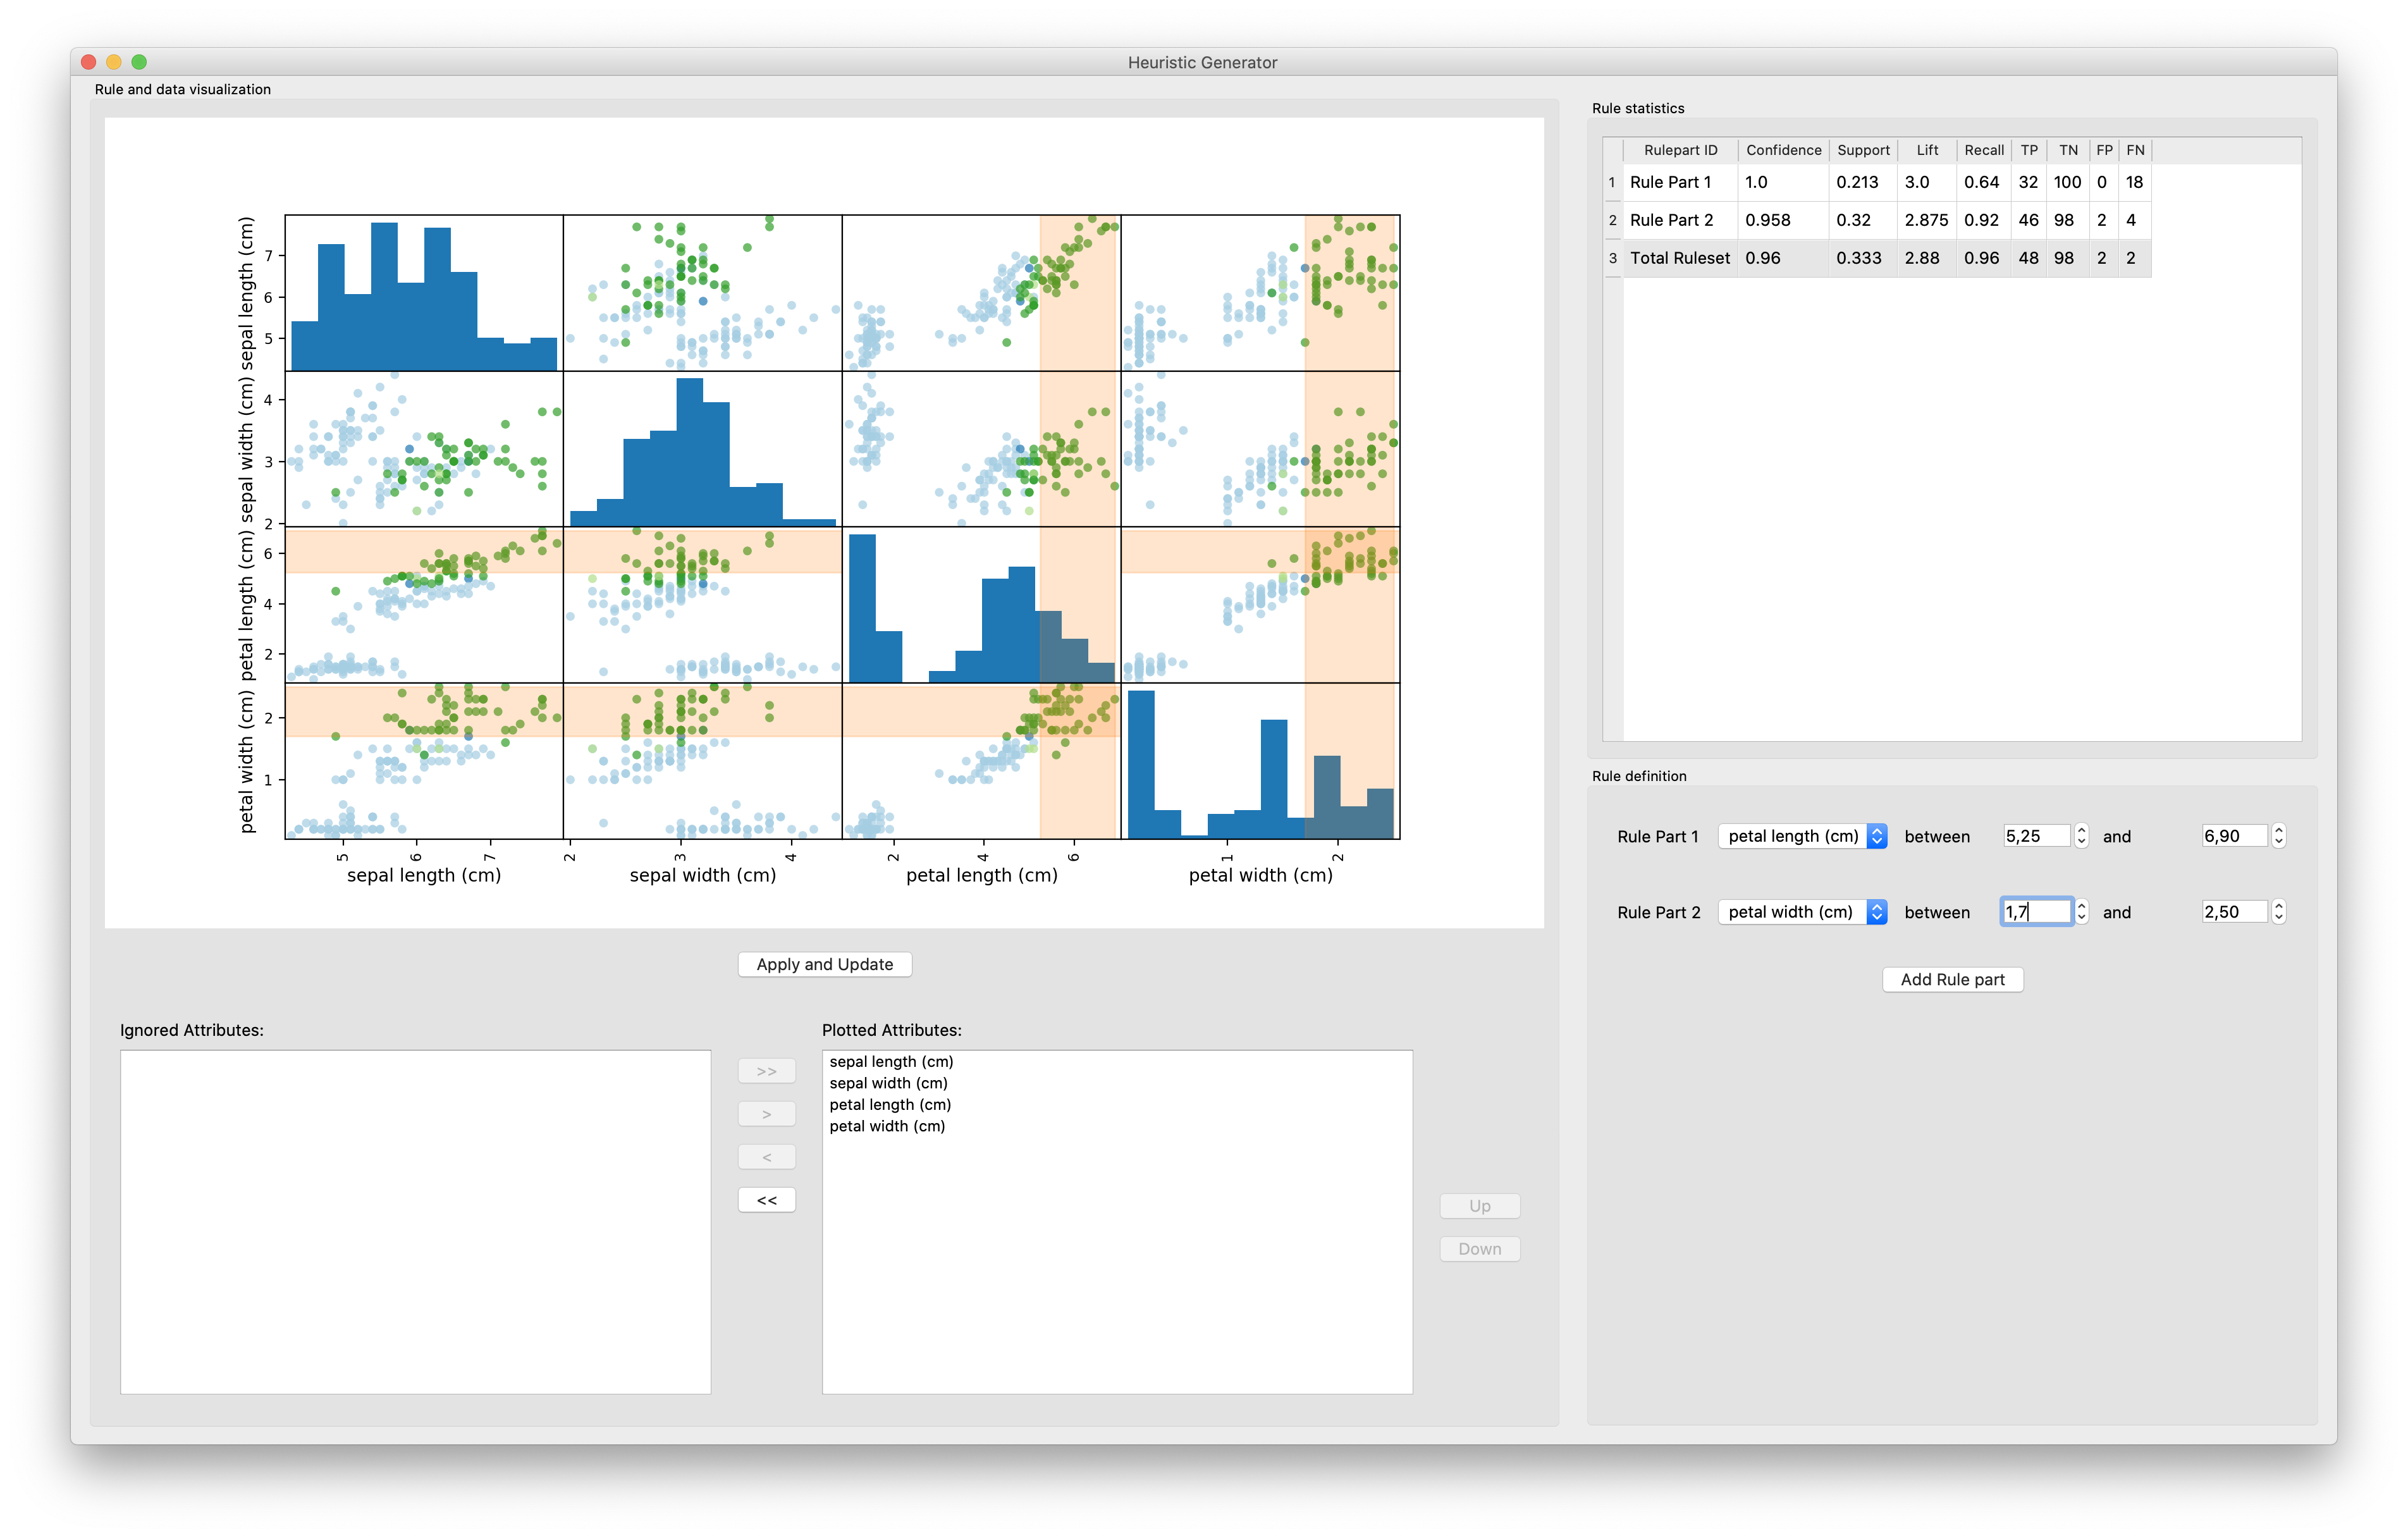 Heuristic Generator
Rule and data visualization
sepal length (cm)
7
6
5
sepal width (cm)
4
3
2
petal length (cm)
6
4
2
petal width (cm)
2
1
5 6 7 2 3 4 2 4 6 1 2
sepal length (cm) sepal width (cm) petal length (cm) petal width (cm)
Apply and Update
Ignored Attributes:
>>
>
<
<<
Plotted Attributes:
sepal length (cm)
sepal width (cm)
petal length (cm)
petal width (cm)
Up
Down
Rule statistics
Rulepart ID Confidence Support Lift Recall TP TN FP FN
1 Rule Part 1 1.0 0.213 3.0 0.64 32 100 0 18
2 Rule Part 2 0.958 0.32 2.875 0.92 46 98 2 4
3 Total Ruleset 0.96 0.333 2.88 0.96 48 98 2 2
Rule definition
Rule Part 1 petal length (cm) between 5,25 and 6,90
Rule Part 2 petal width (cm) between 1,7 and 2,50
Add Rule part